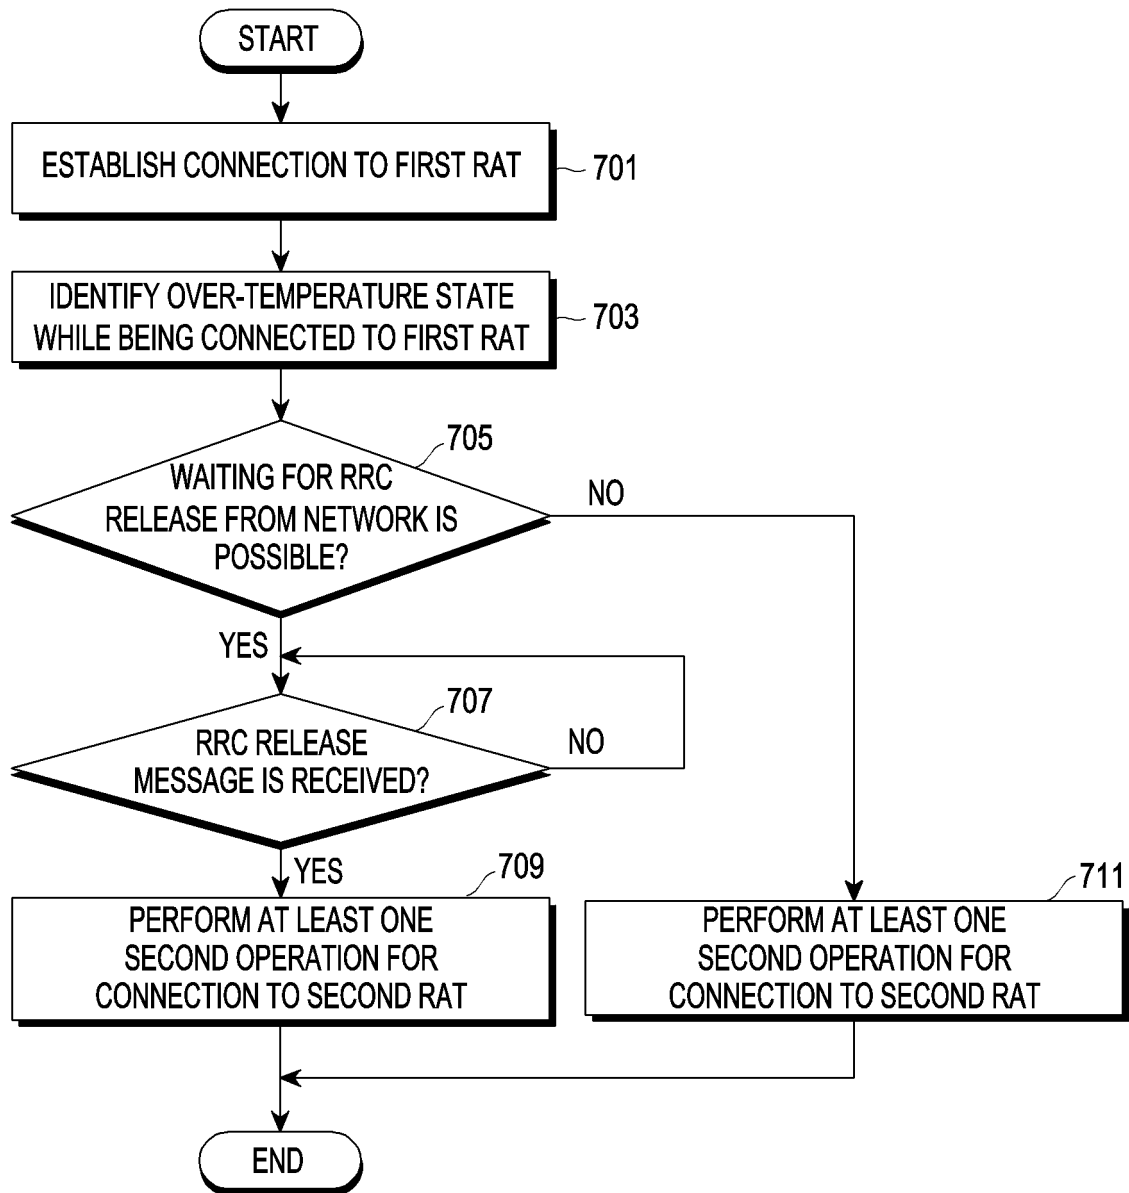 START
ESTABLISH CONNECTION TO FIRST RAT
701
IDENTIFY OVER-TEMPERATURE STATE
WHILE BEING CONNECTED TO FIRST RAT
703
705
WAITING FOR RRC
RELEASE FROM NETWORK IS
POSSIBLE?
NO
YES
707
RRC RELEASE
MESSAGE IS RECEIVED?
NO
YES
709
PERFORM AT LEAST ONE
SECOND OPERATION FOR
CONNECTION TO SECOND RAT
711
PERFORM AT LEAST ONE
SECOND OPERATION FOR
CONNECTION TO SECOND RAT
END